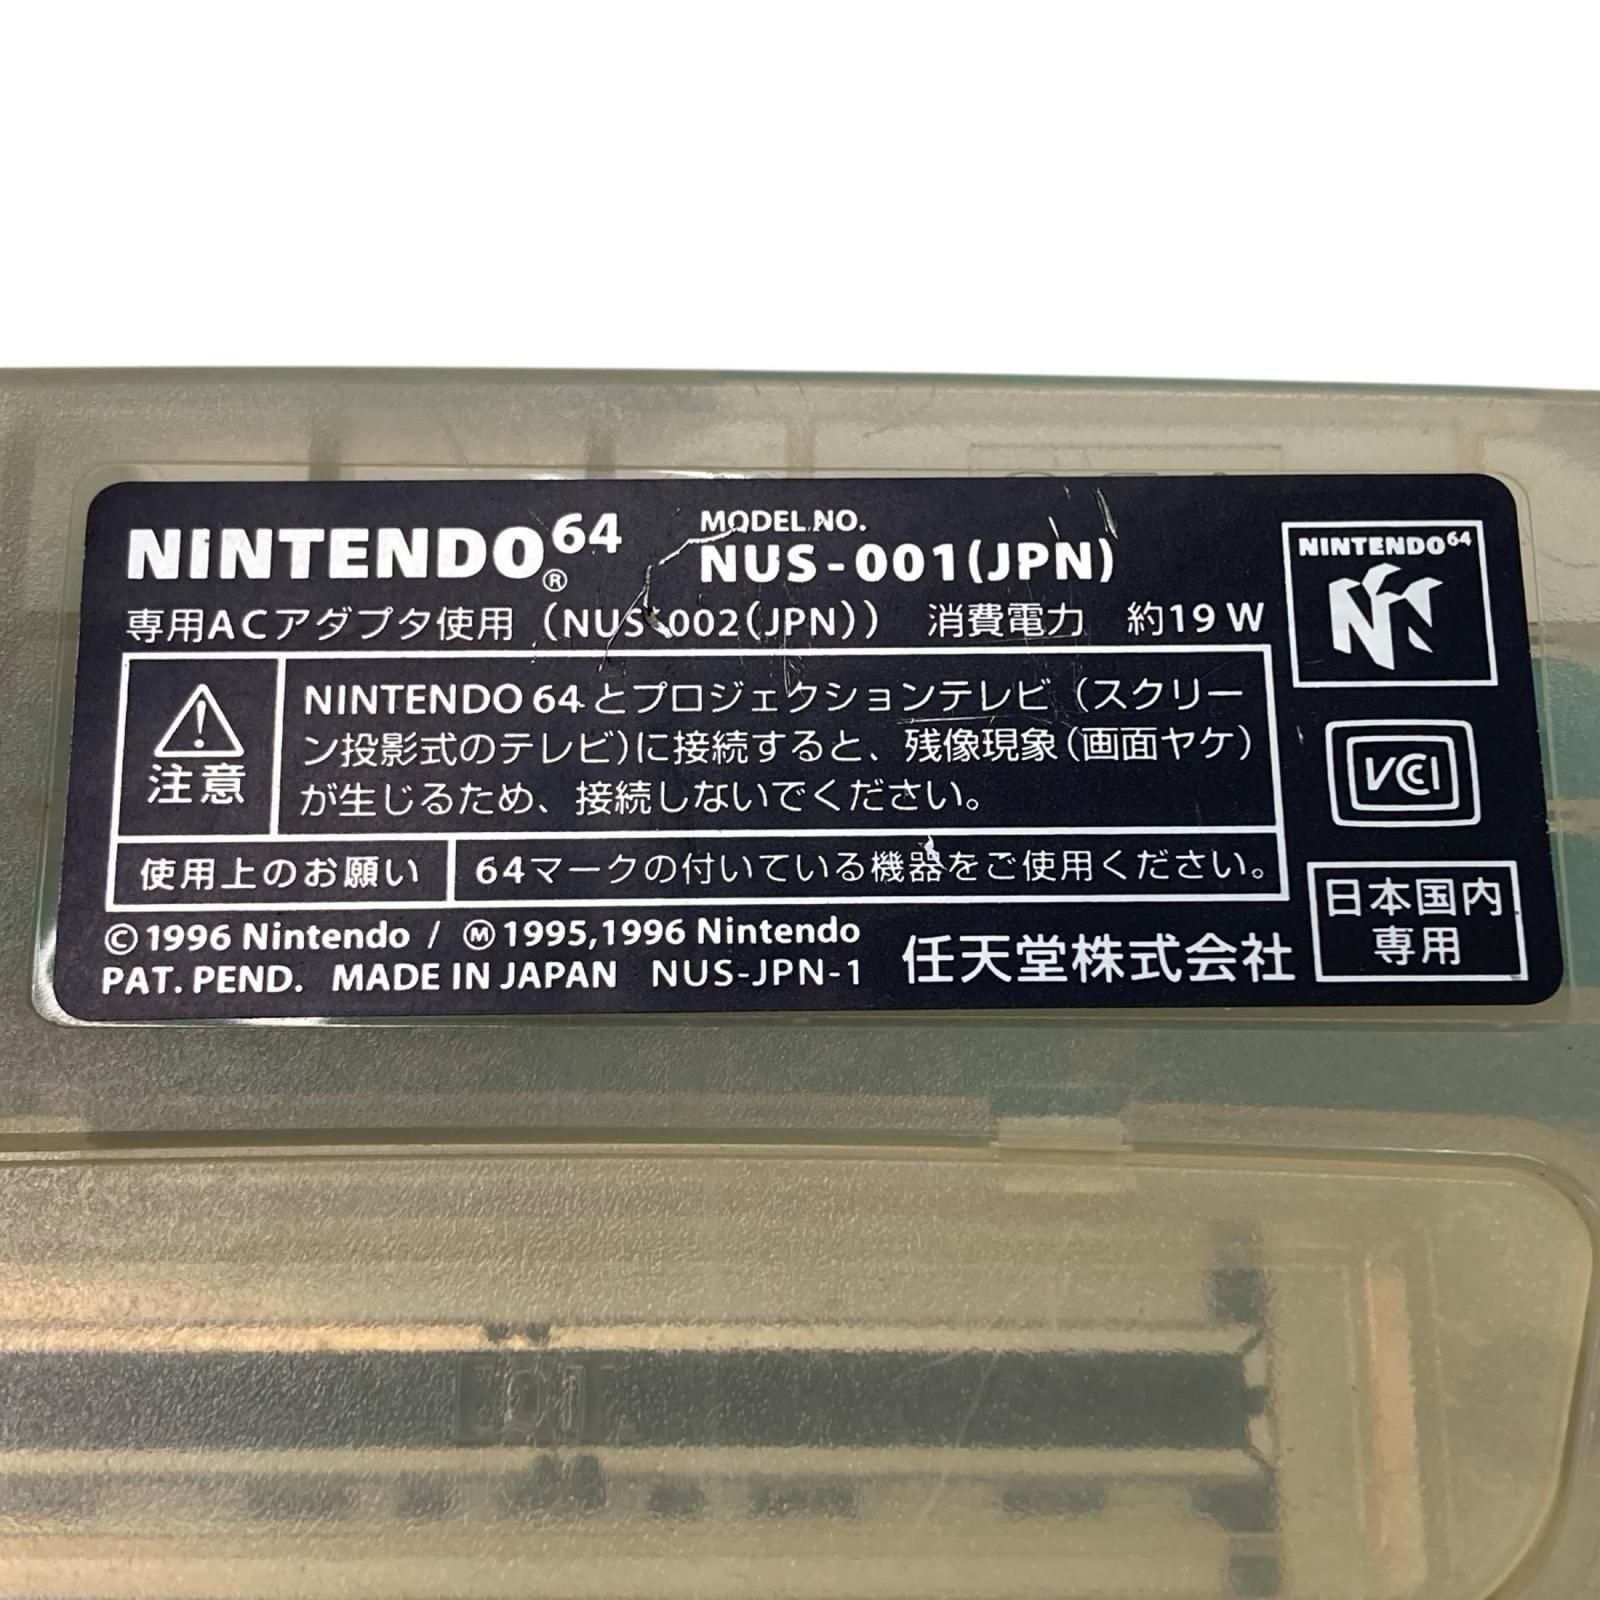 NINTENDO64®
MODEL NO.
NUS-001(JPN)
専用ACアダプタ使用（NUS-002(JPN)） 消費電力 約19W
注意
NINTENDO 64とプロジェクションテレビ（スクリー
ン投影式のテレビ)に接続すると、残像現象(画面ヤケ)
が生じるため、接続しないでください。
使用上のお願い
64マークの付いている機器をご使用ください。
©1996 Nintendo / Ⓜ1995,1996 Nintendo
PAT. PEND. MADE IN JAPAN NUS-JPN-1
任天堂株式会社
NINTENDO64
VCCI
日本国内
専用